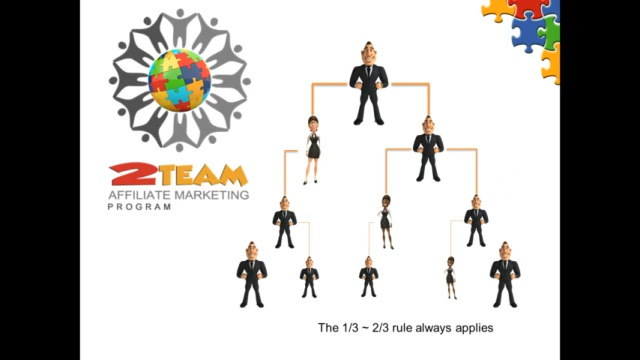 2TEAM
AFFILIATE MARKETING
PROGRAM
The 1/3 ~ 2/3 rule always applies